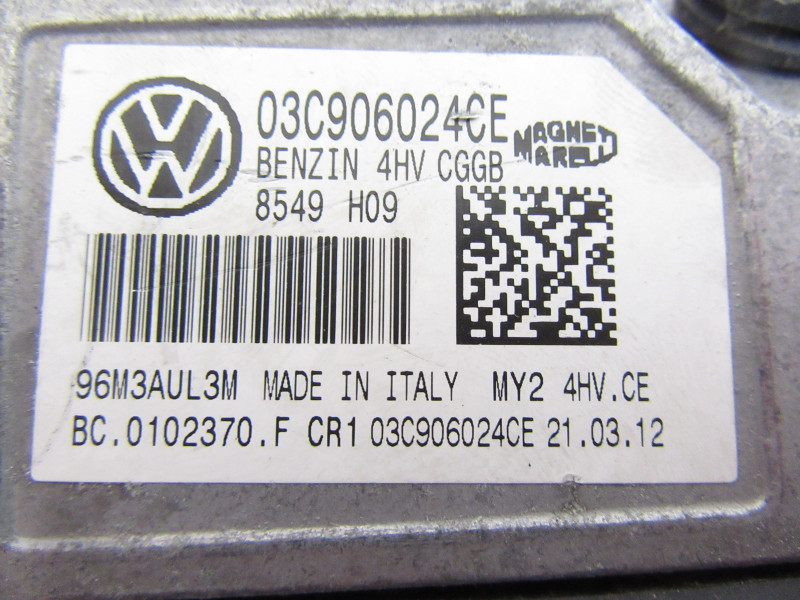 03C906024CE
BENZIN 4HV CGGB
8549 H09
MAGNETI
MARELLI
96M3AUL3M MADE IN ITALY MY2 4HV.CE
BC.0102370.F CR1 03C906024CE 21.03.12